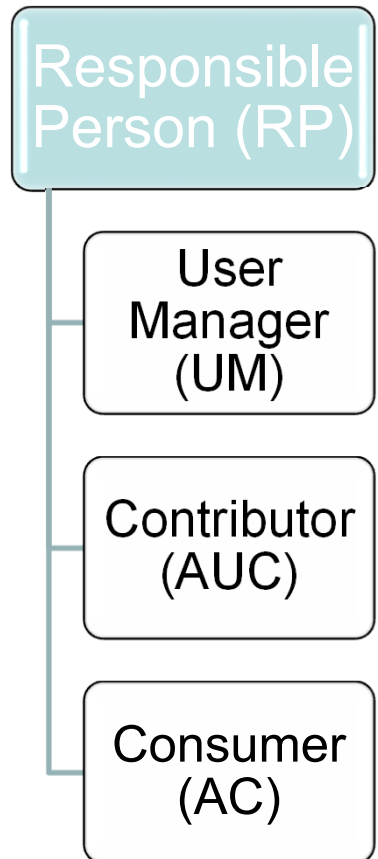 Responsible
Person (RP)
User
Manager
(UM)
Contributor
(AUC)
Consumer
(AC)